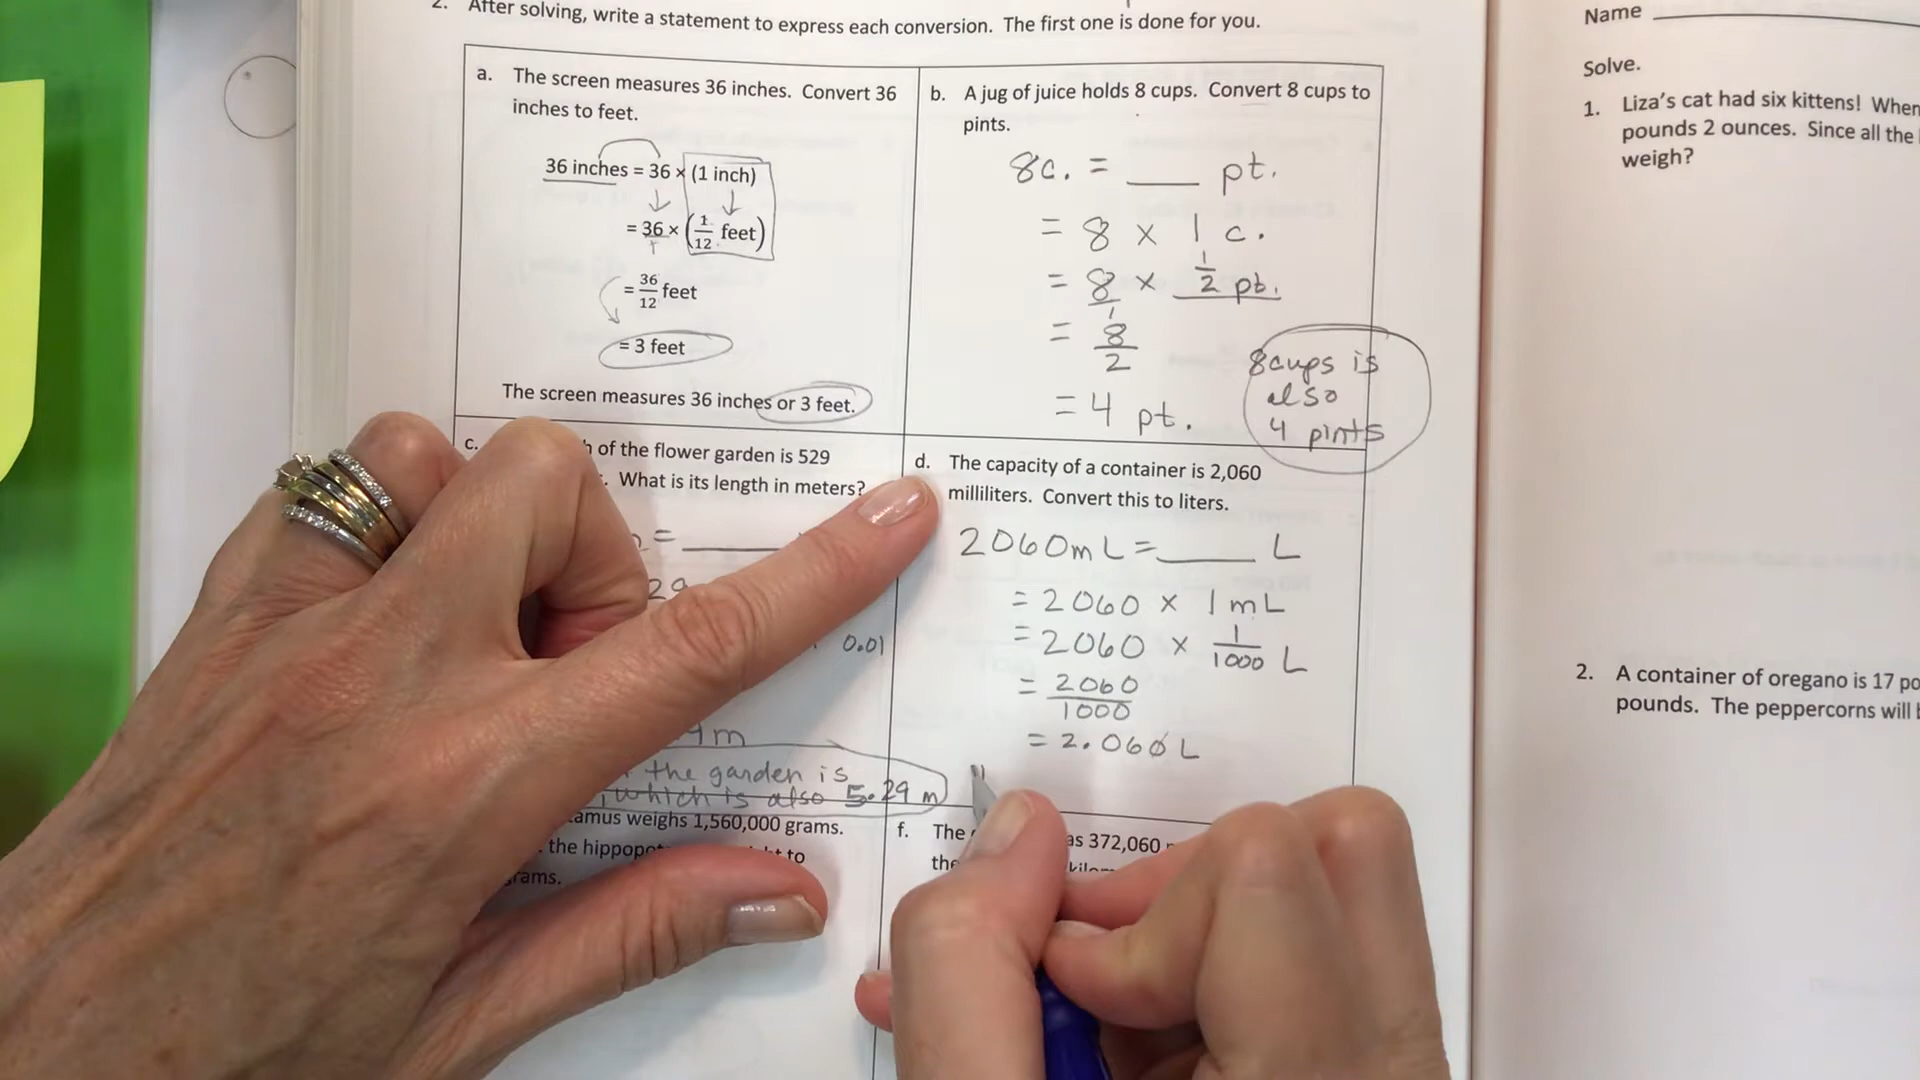 2. After solving, write a statement to express each conversion. The first one is done for you.
a. The screen measures 36 inches. Convert 36
inches to feet.
36 inches = 36 × (1 inch)
= 36 × (1/12 feet)
= 36/12 feet
= 3 feet
The screen measures 36 inches or 3 feet.
b. A jug of juice holds 8 cups. Convert 8 cups to
pints.
8c. = ___ pt.
= 8 × 1 c.
= 8/1 × 1/2 pt.
= 8/2
= 4 pt.
8cups is
also
4 pints
c.
of the flower garden is 529
. What is its length in meters?
= ______
29
0.01
m
the garden is
which is also 5.29 m
weighs 1,560,000 grams.
the
to
d. The capacity of a container is 2,060
milliliters. Convert this to liters.
2060mL = ____ L
= 2060 × 1mL
= 2060 × 1/1000 L
= 2060/1000
= 2.060 L
f. The
372,060
Name
Solve.
1. Liza's cat had six kittens! When
pounds 2 ounces. Since all the
weigh?
2. A container of oregano is 17
pounds. The peppercorns will